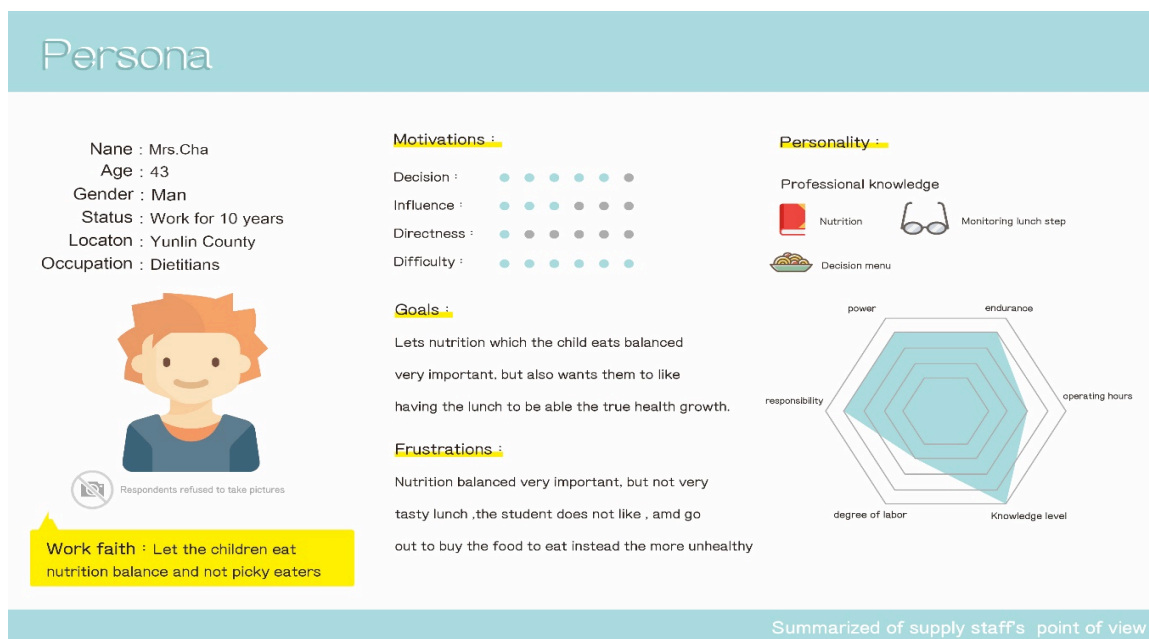 Persona
Nane : Mrs.Cha
Age : 43
Gender : Man
Status : Work for 10 years
Locaton : Yunlin County
Occupation : Dietitians
Respondents refused to take pictures
Work faith : Let the children eat
nutrition balance and not picky eaters
Motivations :
Decision :
Influence :
Directness :
Difficulty :
Goals :
Lets nutrition which the child eats balanced
very important, but also wants them to like
having the lunch to be able the true health growth.
Frustrations :
Nutrition balanced very important, but not very
tasty lunch ,the student does not like , amd go
out to buy the food to eat instead the more unhealthy
Personality :
Professional knowledge
Nutrition
Monitoring lunch step
Decision menu
power
endurance
responsibility
operating hours
degree of labor
Knowledge level
Summarized of supply staff's point of view